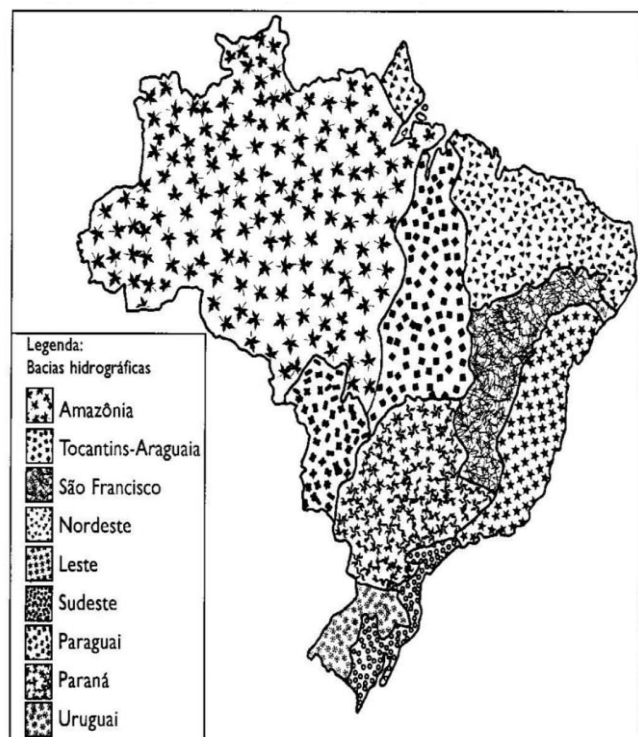 Legenda:
Bacias hidrográficas
Amazônia
Tocantins-Araguaia
São Francisco
Nordeste
Leste
Sudeste
Paraguai
Paraná
Uruguai